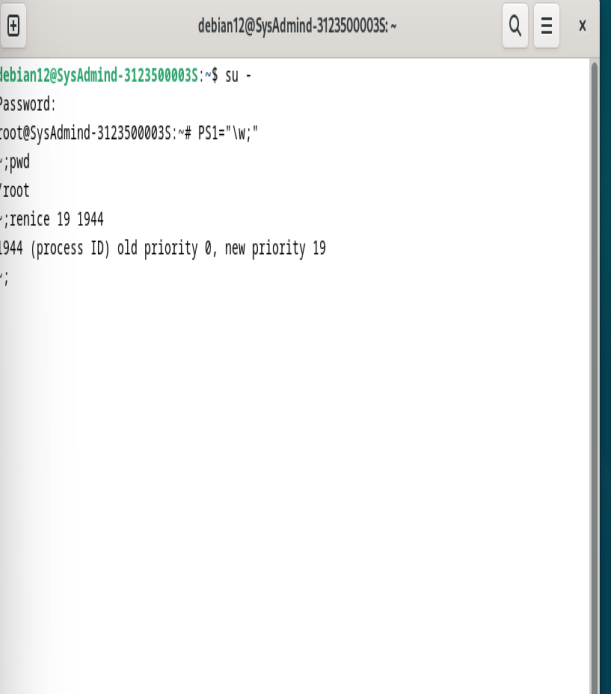 debian12@SysAdmind-3123500003S: ~
debian12@SysAdmind-3123500003S:~$ su -
Password:
root@SysAdmind-3123500003S:~# PS1="\w;"
~;pwd
/root
~;renice 19 1944
1944 (process ID) old priority 0, new priority 19
~;